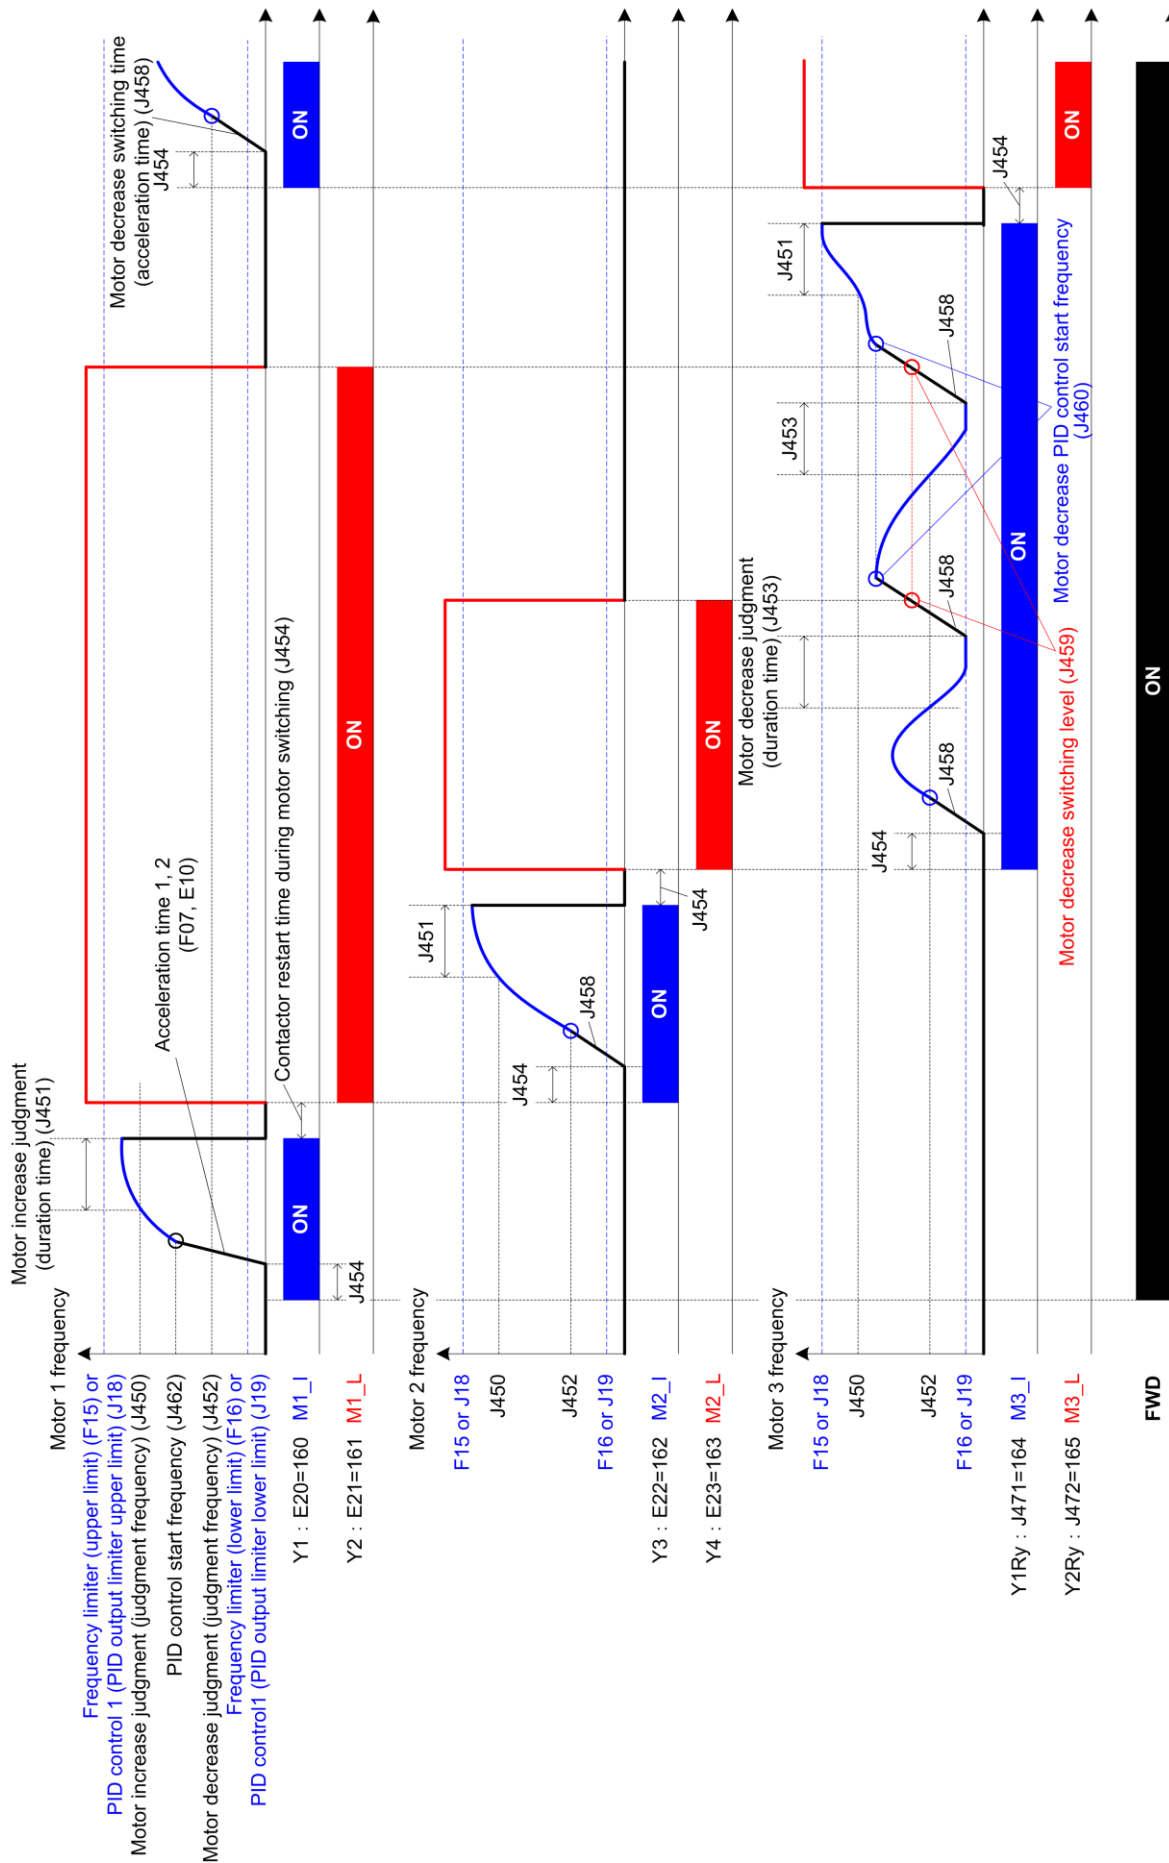 Motor increase judgment
(duration time) (J451)
Motor 1 frequency
Frequency limiter (upper limit) (F15) or
PID control 1 (PID output limiter upper limit) (J18)
Motor increase judgment (judgment frequency) (J450)
PID control start frequency (J462)
Motor decrease judgment (judgment frequency) (J452)
Frequency limiter (lower limit) (F16) or
PID control1 (PID output limiter lower limit) (J19)
Acceleration time 1, 2
(F07, E10)
Motor decrease switching time
(acceleration time) (J458)
J454
Y1 : E20=160 M1_I
ON
Contactor restart time during motor switching (J454)
ON
J454
Y2 : E21=161 M1_L
ON
Motor 2 frequency
J451
F15 or J18
J450
J454
J458
J452
F16 or J19
Y3 : E22=162 M2_I
ON
J454
Y4 : E23=163 M2_L
ON
Motor decrease judgment
(duration time) (J453)
Motor 3 frequency
J453
J451
F15 or J18
J450
J454
J458
J458
J458
J452
F16 or J19
J454
Y1Ry : J471=164 M3_I
ON
Y2Ry : J472=165 M3_L
Motor decrease switching level (J459)
Motor decrease PID control start frequency
(J460)
ON
FWD
ON